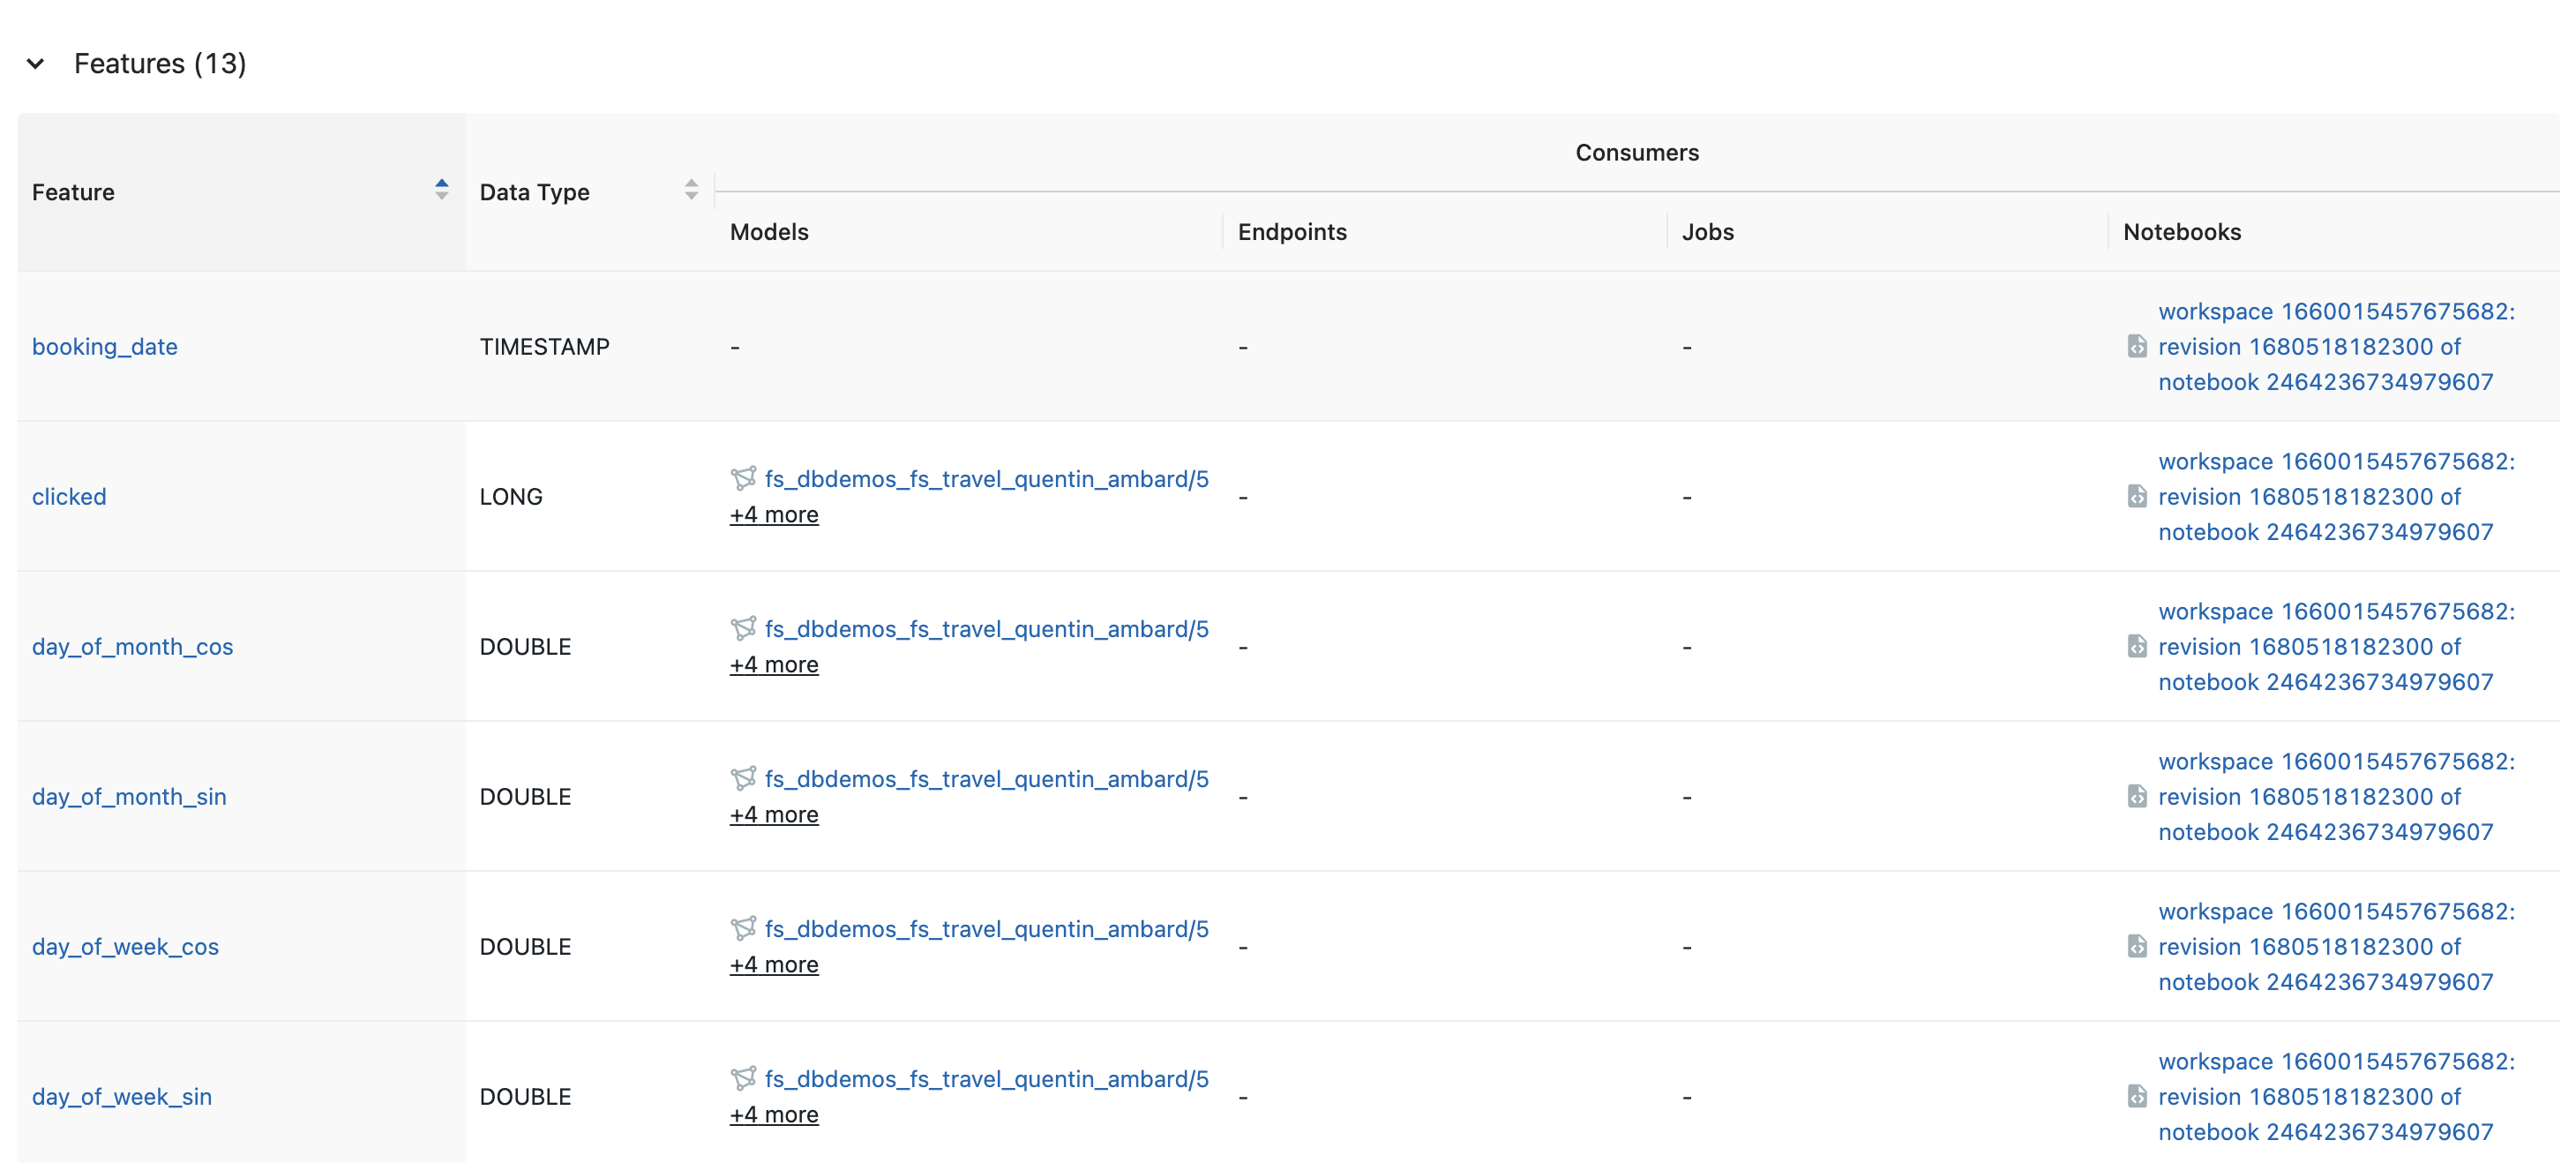 Features (13)
Consumers
Feature Data Type
Models Endpoints Jobs Notebooks
workspace 1660015457675682:
booking_date TIMESTAMP - - - revision 1680518182300 of
notebook 2464236734979607
workspace 1660015457675682:
fs_dbdemos_fs_travel_quentin_ambard/5
clicked LONG - - revision 1680518182300 of
+4 more
notebook 2464236734979607
workspace 1660015457675682:
fs_dbdemos_fs_travel_quentin_ambard/5
day_of_month_cos DOUBLE - - revision 1680518182300 of
+4 more
notebook 2464236734979607
workspace 1660015457675682:
fs_dbdemos_fs_travel_quentin_ambard/5
day_of_month_sin DOUBLE - - revision 1680518182300 of
+4 more
notebook 2464236734979607
workspace 1660015457675682:
fs_dbdemos_fs_travel_quentin_ambard/5
day_of_week_cos DOUBLE - - revision 1680518182300 of
+4 more
notebook 2464236734979607
workspace 1660015457675682:
fs_dbdemos_fs_travel_quentin_ambard/5
day_of_week_sin DOUBLE - - revision 1680518182300 of
+4 more
notebook 2464236734979607